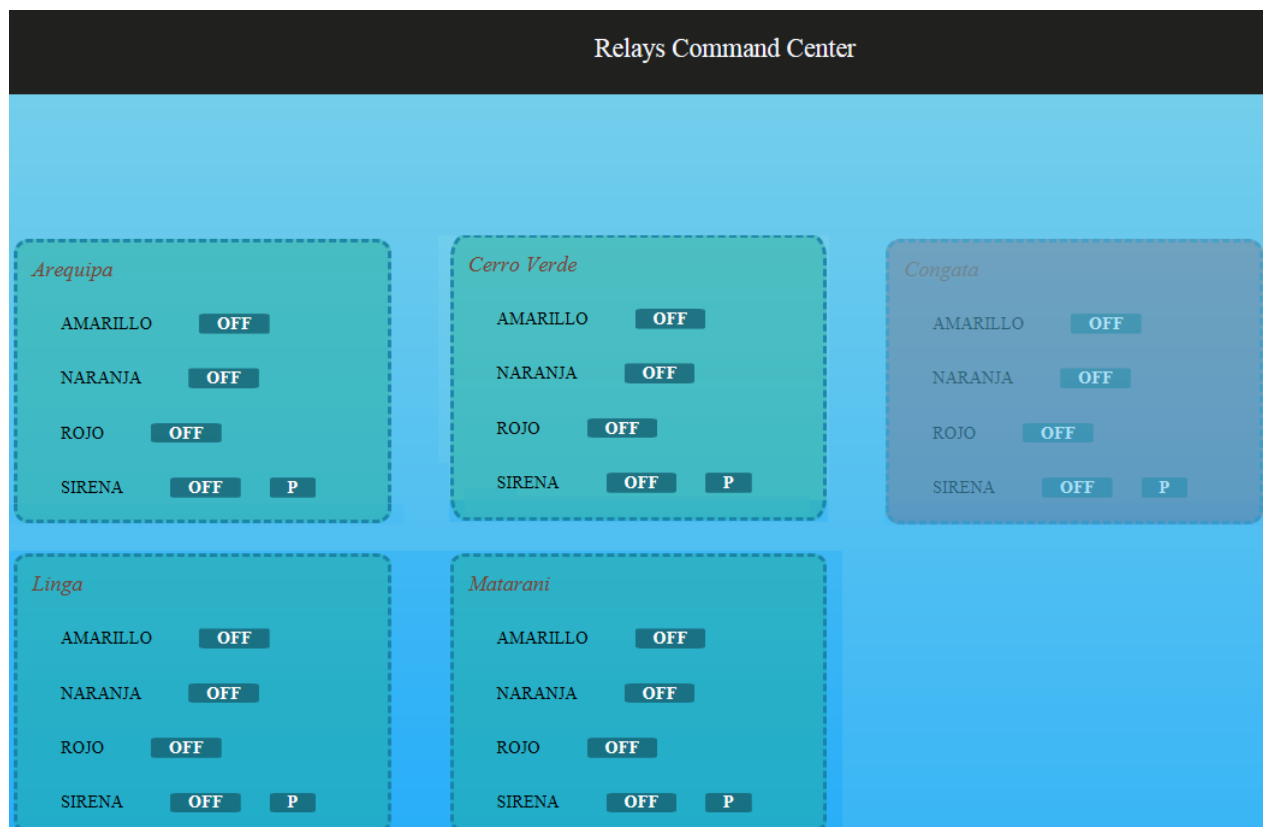 Relays Command Center
Arequipa
AMARILLO OFF
NARANJA OFF
ROJO OFF
SIRENA OFF P
Cerro Verde
AMARILLO OFF
NARANJA OFF
ROJO OFF
SIRENA OFF P
Congata
AMARILLO OFF
NARANJA OFF
ROJO OFF
SIRENA OFF P
Linga
AMARILLO OFF
NARANJA OFF
ROJO OFF
SIRENA OFF P
Matarani
AMARILLO OFF
NARANJA OFF
ROJO OFF
SIRENA OFF P